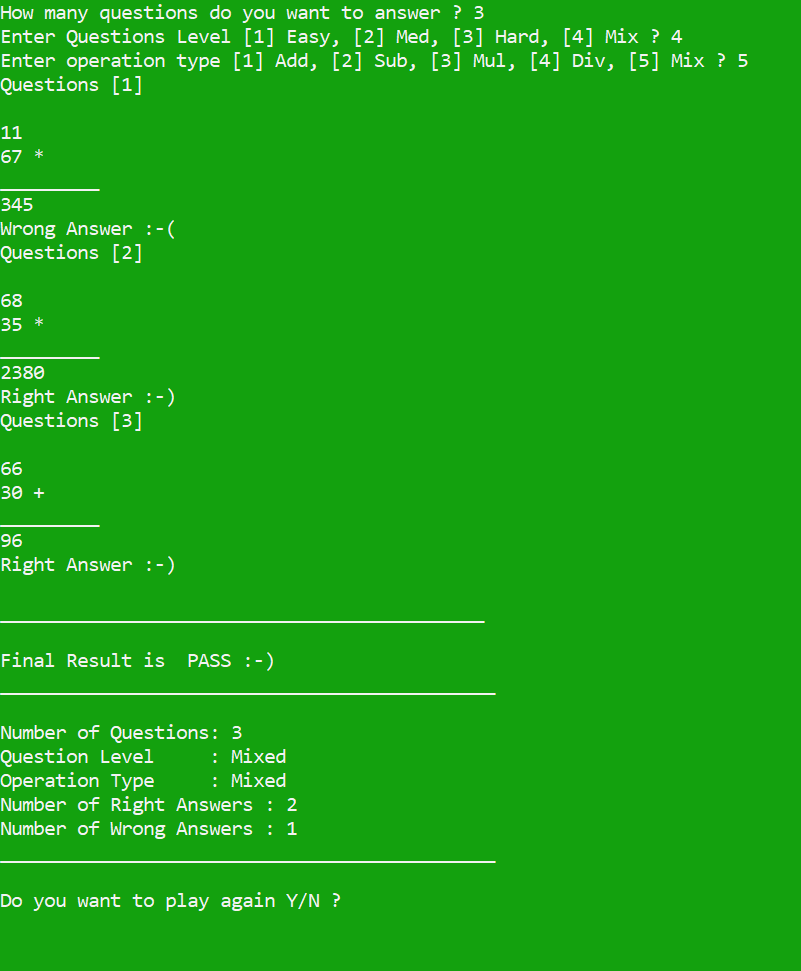 How many questions do you want to answer ? 3
Enter Questions Level [1] Easy, [2] Med, [3] Hard, [4] Mix ? 4
Enter operation type [1] Add, [2] Sub, [3] Mul, [4] Div, [5] Mix ? 5
Questions [1]
11
67 *
_________
345
Wrong Answer :-(
Questions [2]
68
35 *
_________
2380
Right Answer :-)
Questions [3]
66
30 +
_________
96
Right Answer :-)
____________________________________________
Final Result is  PASS :-)
_____________________________________________
Number of Questions: 3
Question Level     : Mixed
Operation Type     : Mixed
Number of Right Answers : 2
Number of Wrong Answers : 1
_____________________________________________
Do you want to play again Y/N ?